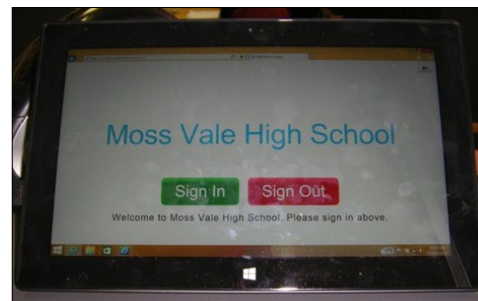 Moss Vale High School
Sign In Sign Out
Welcome to Moss Vale High School. Please sign in above.